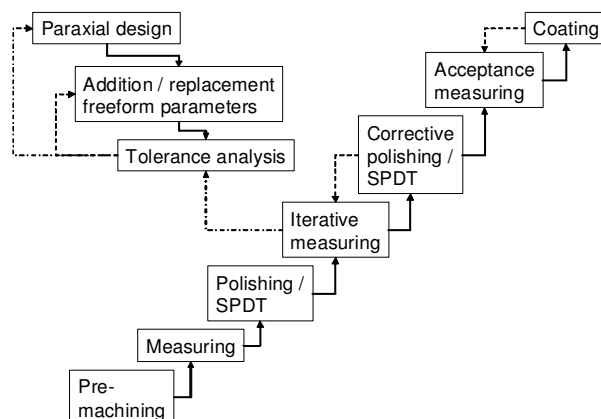 Paraxial design
Addition / replacement
freeform parameters
Tolerance analysis
Coating
Acceptance
measuring
Corrective
polishing /
SPDT
Iterative
measuring
Polishing /
SPDT
Measuring
Pre-
machining